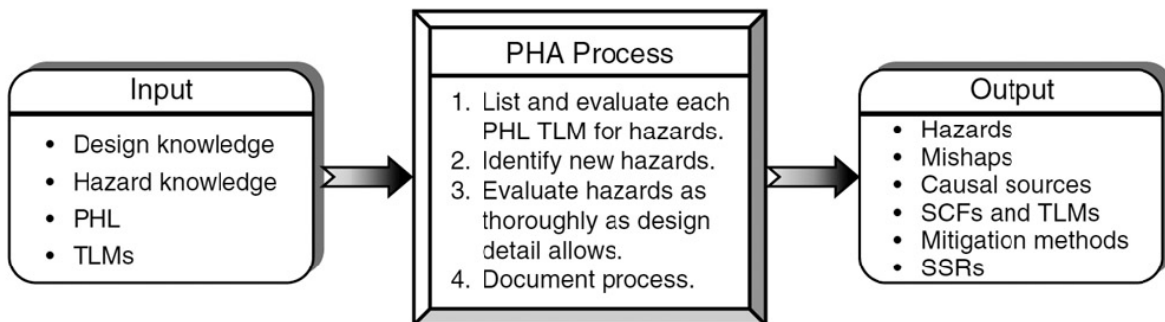 Input
• Design knowledge
• Hazard knowledge
• PHL
• TLMs
PHA Process
1. List and evaluate each
PHL TLM for hazards.
2. Identify new hazards.
3. Evaluate hazards as
thoroughly as design
detail allows.
4. Document process.
Output
• Hazards
• Mishaps
• Causal sources
• SCFs and TLMs
• Mitigation methods
• SSRs